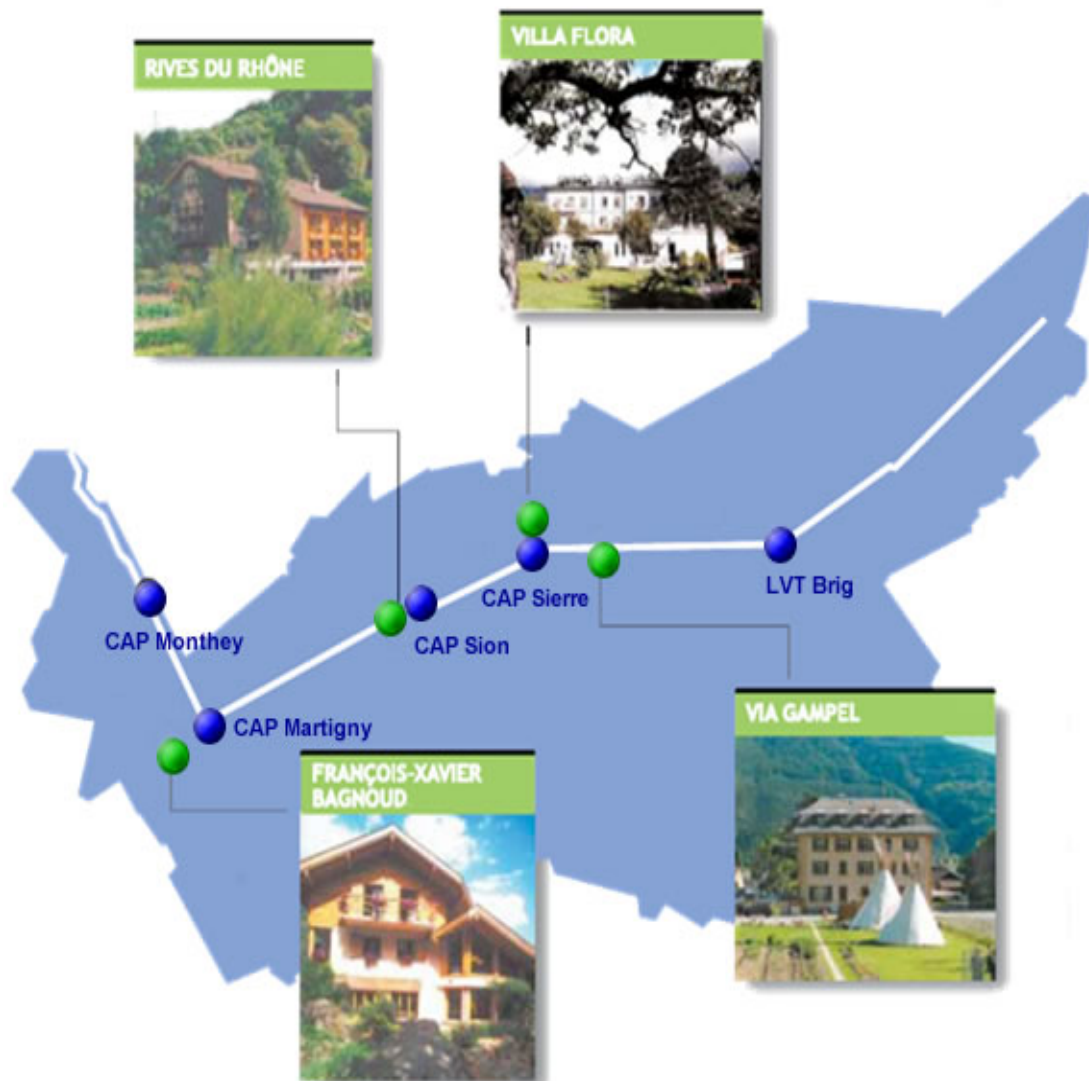 VILLA FLORA
RIVES DU RHÔNE
CAP Monthey
CAP Sierre
LVT Brig
CAP Sion
CAP Martigny
VIA GAMPEL
FRANÇOIS-XAVIER
BAGNOUD